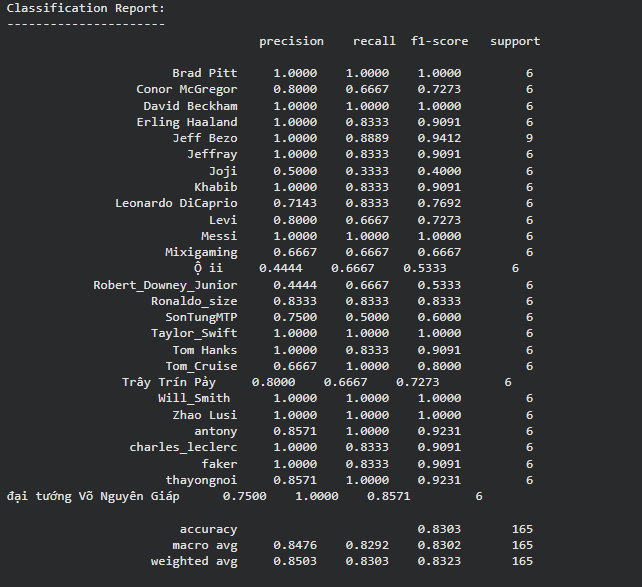 Classification Report:
----------------------
precision recall f1-score support
Brad Pitt 1.0000 1.0000 1.0000 6
Conor McGregor 0.8000 0.6667 0.7273 6
David Beckham 1.0000 1.0000 1.0000 6
Erling Haaland 1.0000 0.8333 0.9091 6
Jeff Bezo 1.0000 0.8889 0.9412 9
Jeffray 1.0000 0.8333 0.9091 6
Joji 0.5000 0.3333 0.4000 6
Khabib 1.0000 0.8333 0.9091 6
Leonardo DiCaprio 0.7143 0.8333 0.7692 6
Levi 0.8000 0.6667 0.7273 6
Messi 1.0000 1.0000 1.0000 6
Mixigaming 0.6667 0.6667 0.6667 6
Ộ ii 0.4444 0.6667 0.5333 6
Robert_Downey_Junior 0.4444 0.6667 0.5333 6
Ronaldo_size 0.8333 0.8333 0.8333 6
SonTungMTP 0.7500 0.5000 0.6000 6
Taylor_Swift 1.0000 1.0000 1.0000 6
Tom Hanks 1.0000 0.8333 0.9091 6
Tom_Cruise 0.6667 1.0000 0.8000 6
Trây Trín Pảy 0.8000 0.6667 0.7273 6
Will_Smith 1.0000 1.0000 1.0000 6
Zhao Lusi 1.0000 1.0000 1.0000 6
antony 0.8571 1.0000 0.9231 6
charles_leclerc 1.0000 0.8333 0.9091 6
faker 1.0000 0.8333 0.9091 6
thayongnoi 0.8571 1.0000 0.9231 6
đại tướng Võ Nguyên Giáp 0.7500 1.0000 0.8571 6
accuracy 0.8303 165
macro avg 0.8476 0.8292 0.8302 165
weighted avg 0.8503 0.8303 0.8323 165